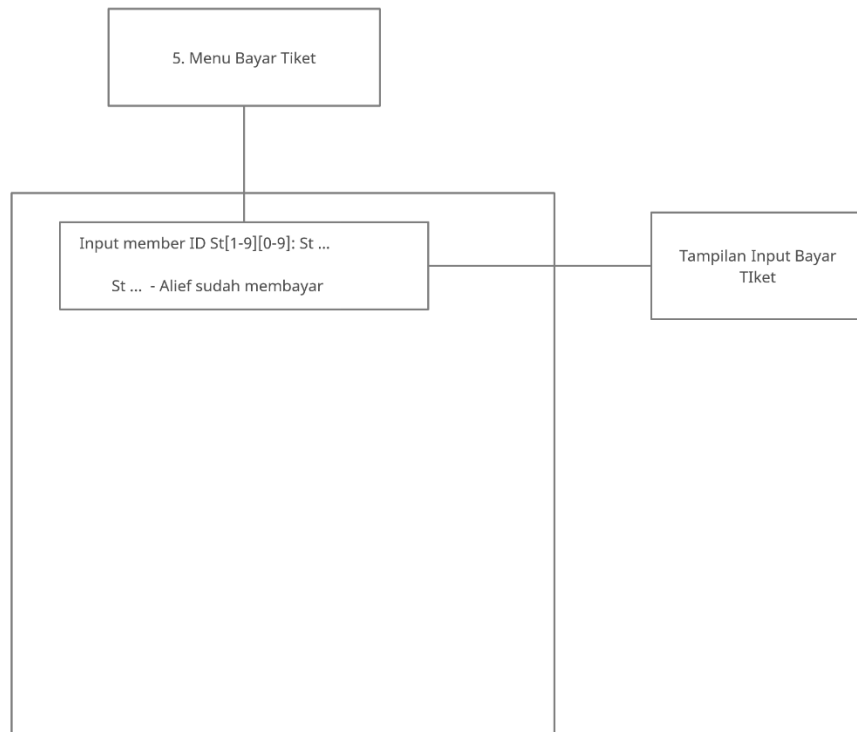 5. Menu Bayar Tiket
Input member ID St[1-9][0-9]: St ...
St ... - Alief sudah membayar
Tampilan Input Bayar
TIket